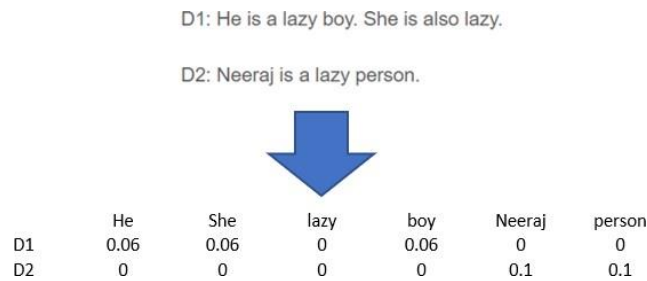 D1: He is a lazy boy. She is also lazy.
D2: Neeraj is a lazy person.
He She lazy boy Neeraj person
D1 0.06 0.06 0 0.06 0 0
D2 0 0 0 0 0.1 0.1